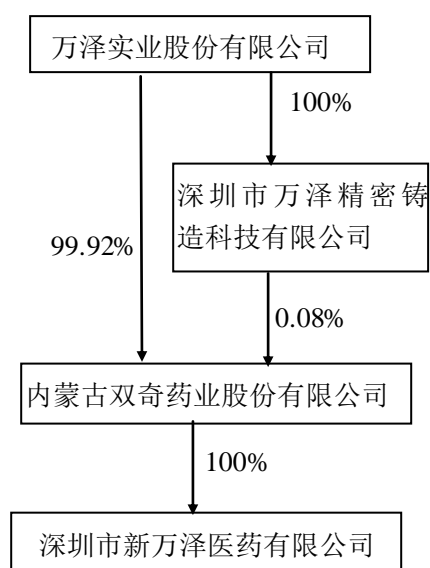 万泽实业股份有限公司
100%
深圳市万泽精密铸
造科技有限公司
99.92%
0.08%
内蒙古双奇药业股份有限公司
100%
深圳市新万泽医药有限公司